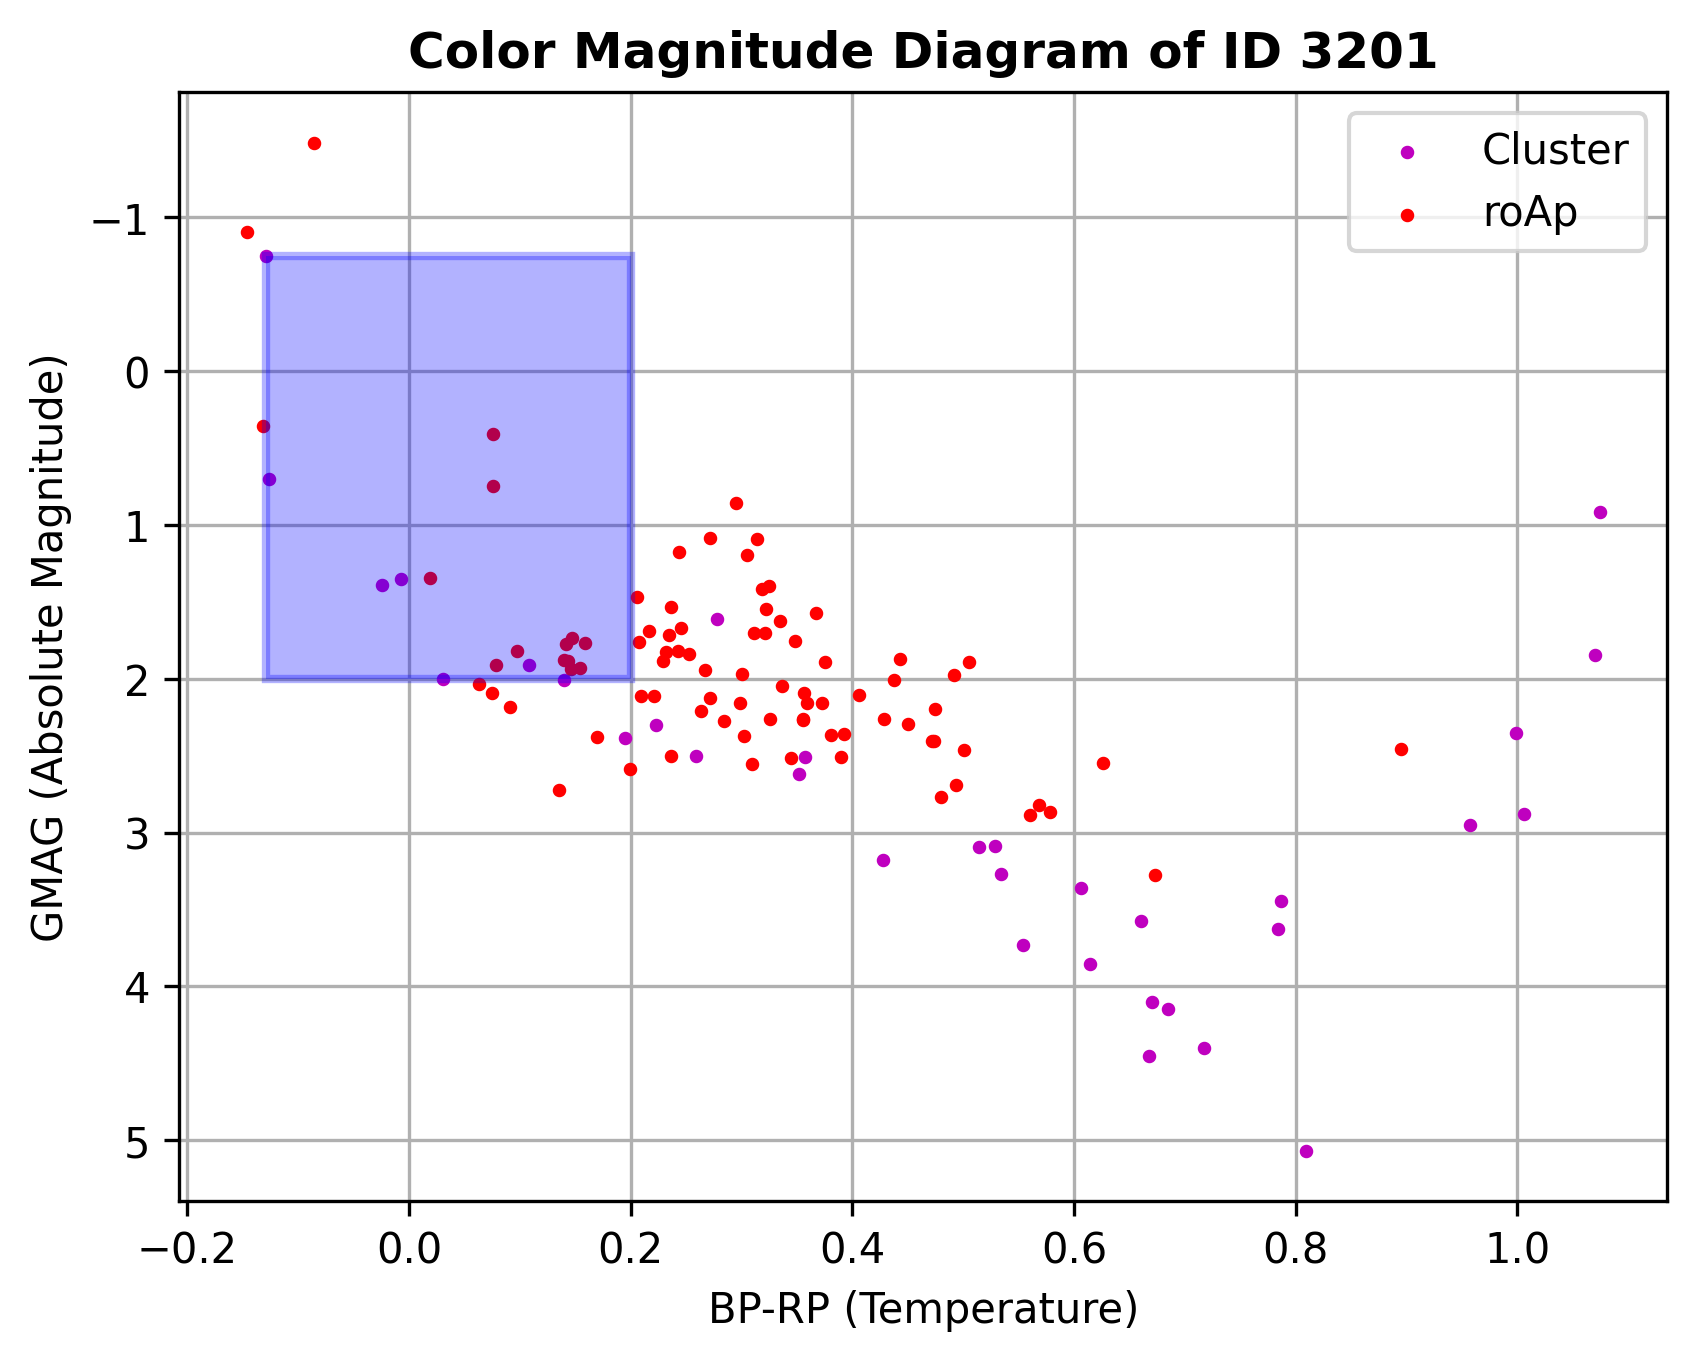 Color Magnitude Diagram of ID 3201
Cluster
roAp
GMAG (Absolute Magnitude)
−1
0
1
2
3
4
5
−0.2 0.0 0.2 0.4 0.6 0.8 1.0
BP-RP (Temperature)